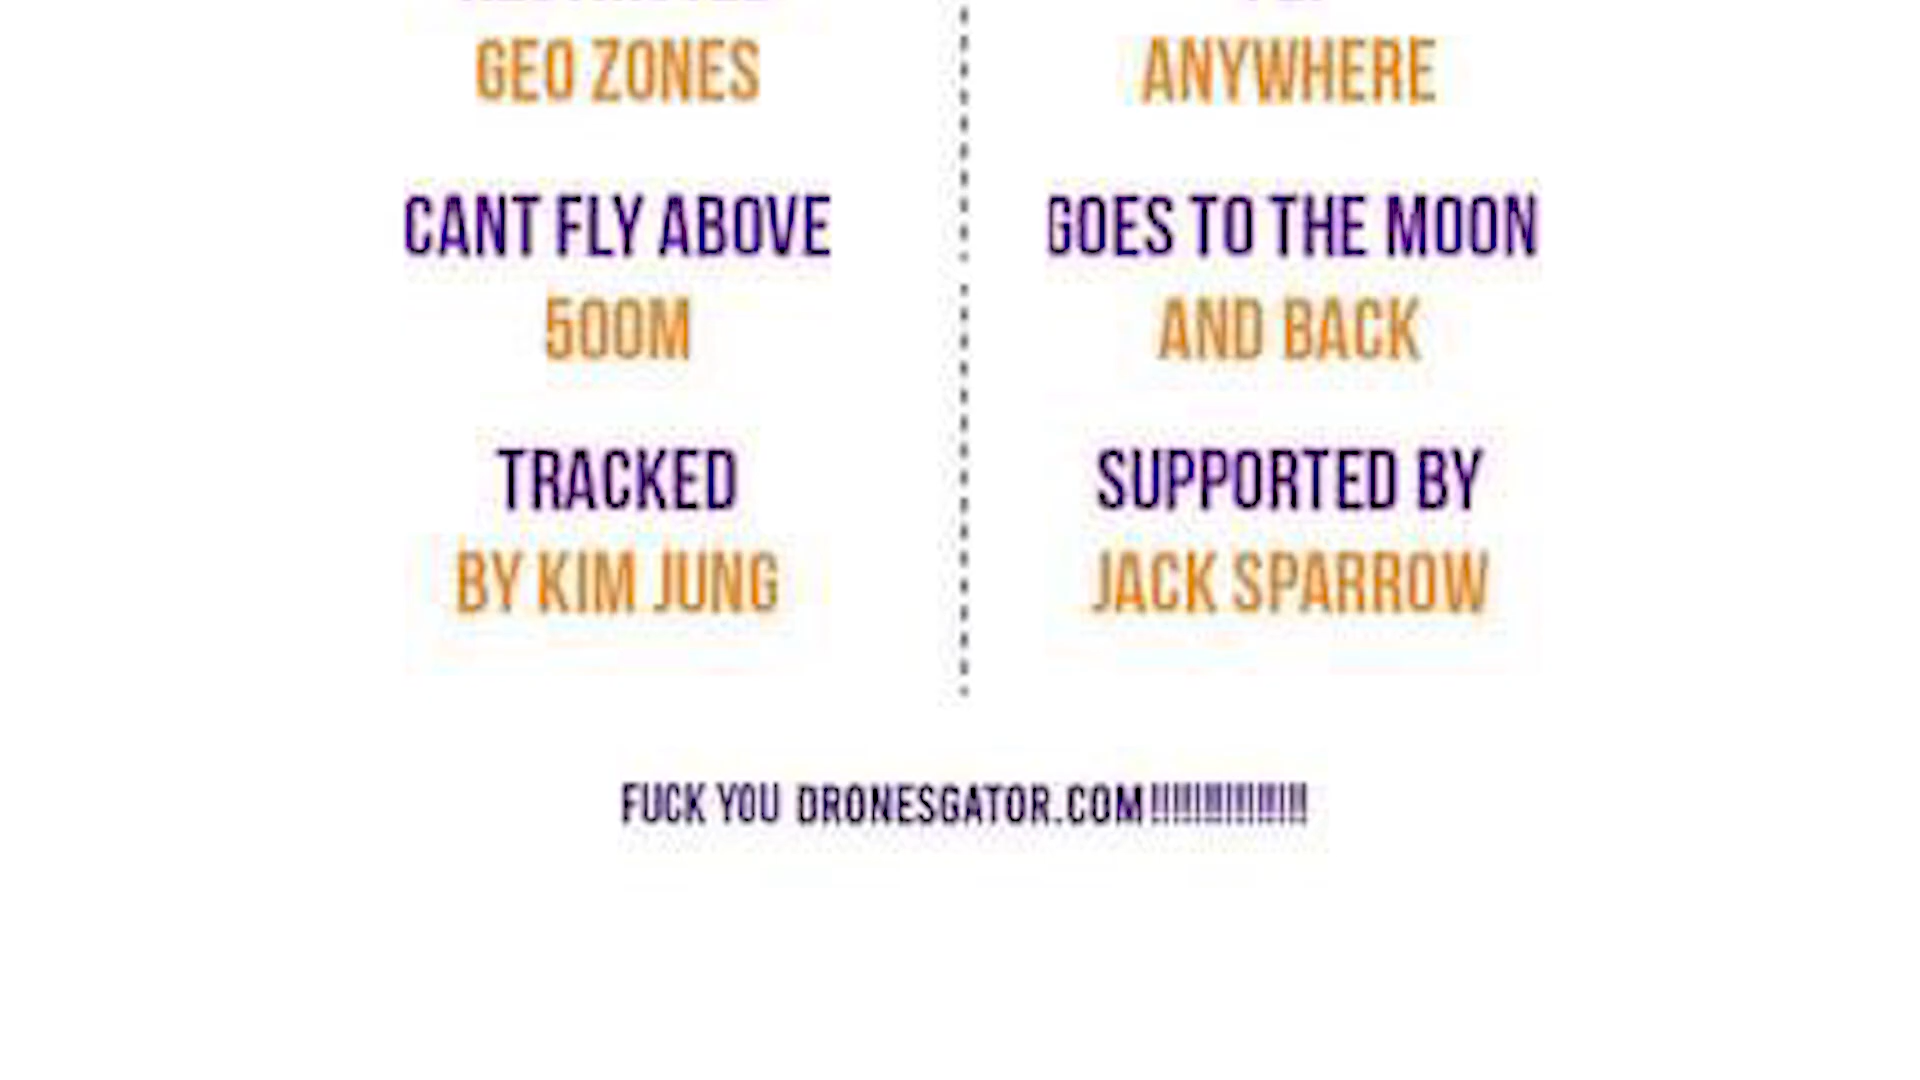 GEO ZONES
CANT FLY ABOVE
500M
TRACKED
BY KIM JUNG
ANYWHERE
GOES TO THE MOON
AND BACK
SUPPORTED BY
JACK SPARROW
FUCK YOU DRONESGATOR.COM!!!!!!!!!!!!!!!!!!